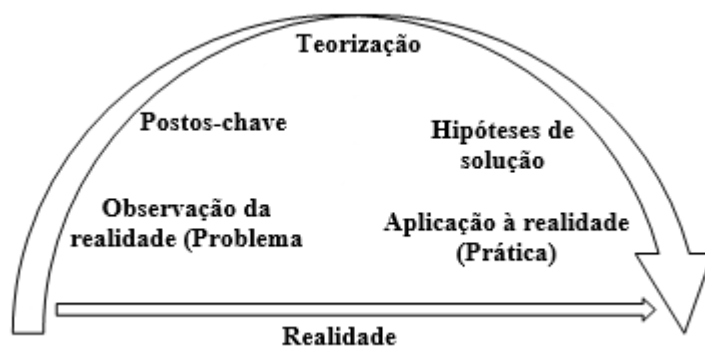 Teorização
Postos-chave
Hipóteses de
solução
Observação da
realidade (Problema
Aplicação à realidade
(Prática)
Realidade